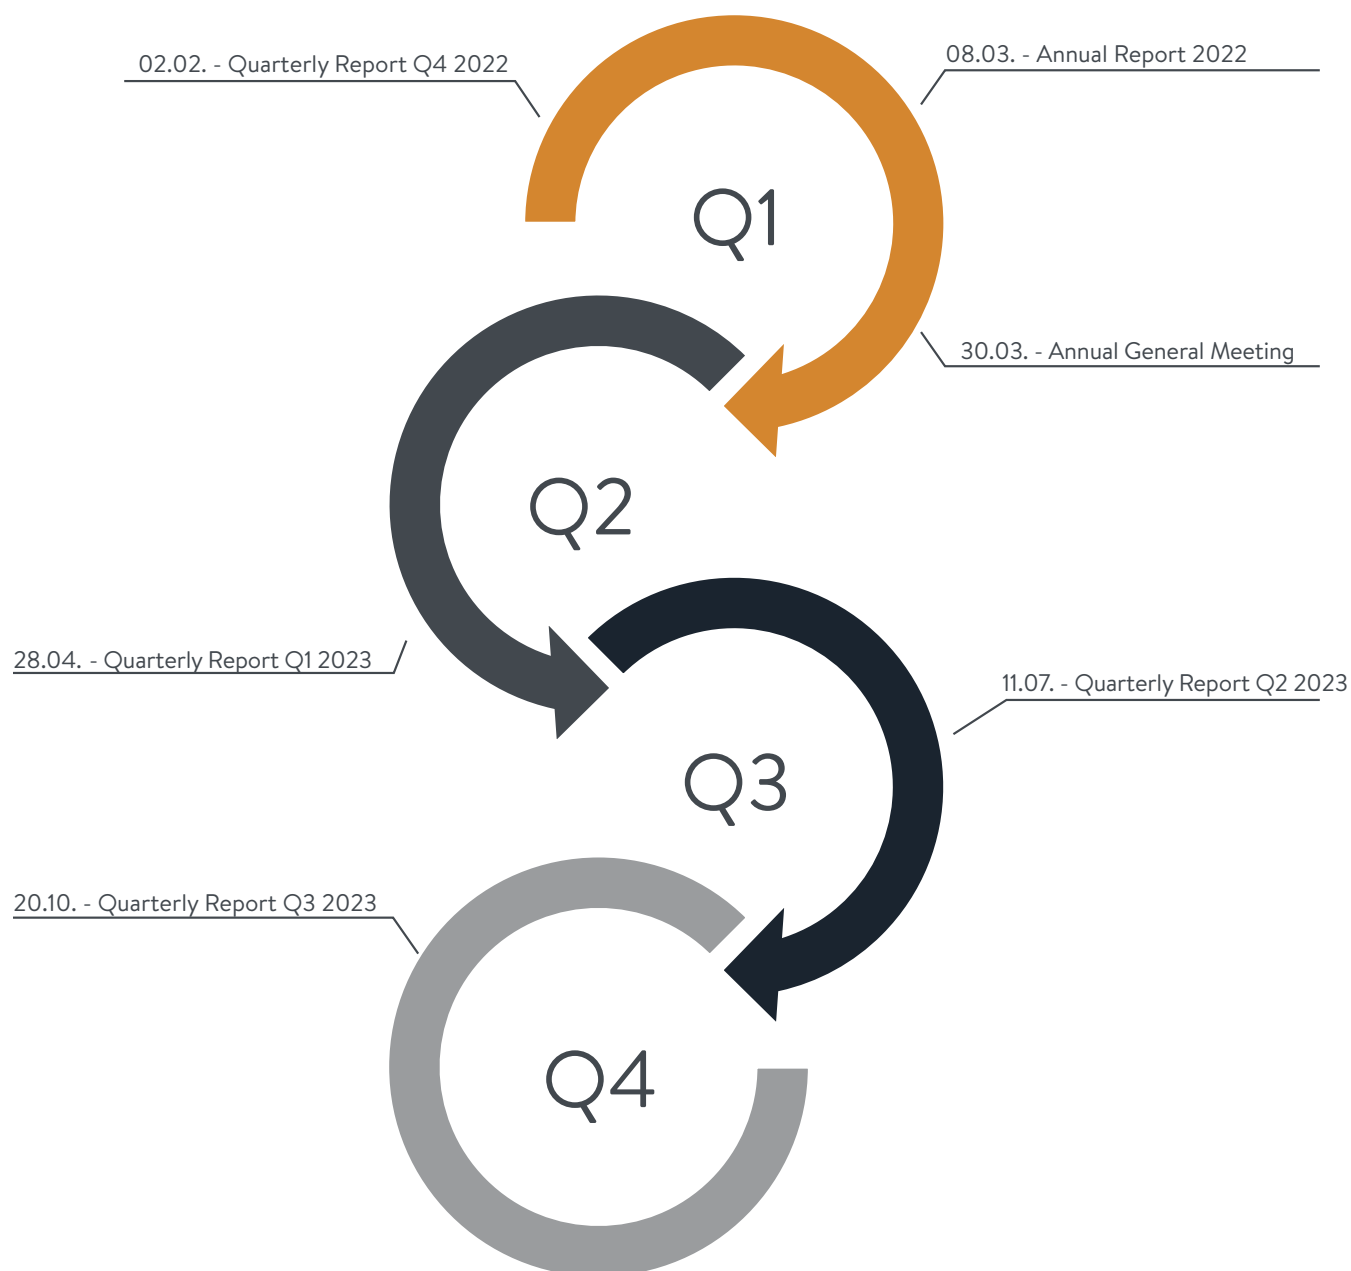 02.02. - Quarterly Report Q4 2022
08.03. - Annual Report 2022
Q1
30.03. - Annual General Meeting
Q2
28.04. - Quarterly Report Q1 2023
11.07. - Quarterly Report Q2 2023
Q3
20.10. - Quarterly Report Q3 2023
Q4